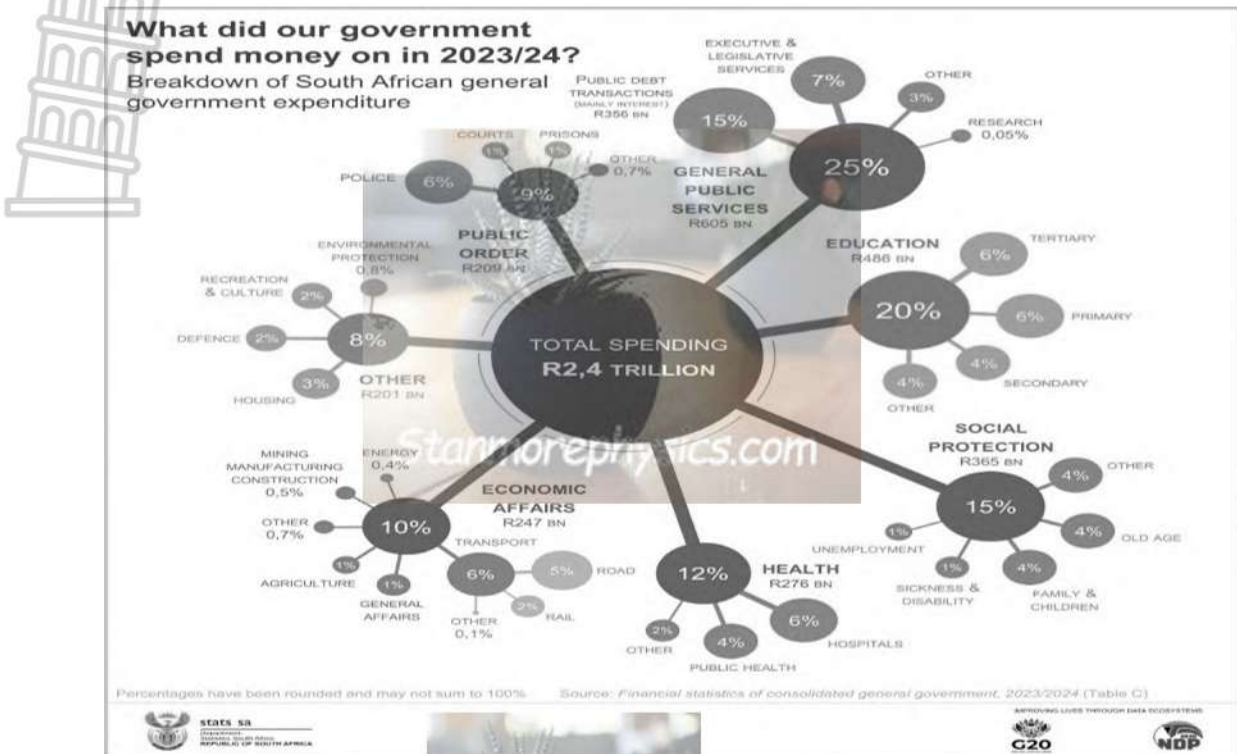 What did our government
spend money on in 2023/24?
Breakdown of South African general
government expenditure
PUBLIC DEBT
TRANSACTIONS
(MAINLY INTEREST)
R356 BN
15%
EXECUTIVE &
LEGISLATIVE
SERVICES
7%
OTHER
3%
RESEARCH
0,05%
25%
GENERAL
PUBLIC
SERVICES
R605 BN
COURTS
1%
PRISONS
1%
OTHER
0,7%
POLICE
6%
9%
PUBLIC
ORDER
R209 BN
EDUCATION
R486 BN
20%
TERTIARY
6%
6%
PRIMARY
4%
SECONDARY
4%
OTHER
ENVIRONMENTAL
PROTECTION
0,8%
RECREATION
& CULTURE
2%
DEFENCE
2%
8%
3%
HOUSING
OTHER
R201 BN
TOTAL SPENDING
R2,4 TRILLION
Stanmorephysics.com
SOCIAL
PROTECTION
R365 BN
15%
4%
OTHER
4%
OLD AGE
4%
FAMILY &
CHILDREN
1%
SICKNESS &
DISABILITY
1%
UNEMPLOYMENT
MINING
MANUFACTURING
CONSTRUCTION
0,5%
ENERGY
0,4%
ECONOMIC
AFFAIRS
R247 BN
10%
OTHER
0,7%
1%
AGRICULTURE
1%
GENERAL
AFFAIRS
TRANSPORT
6%
5%
ROAD
2%
RAIL
OTHER
0,1%
12%
HEALTH
R276 BN
2%
OTHER
4%
PUBLIC HEALTH
6%
HOSPITALS
Percentages have been rounded and may not sum to 100%
Source: Financial statistics of consolidated general government, 2023/2024 (Table C)
stats sa
Department:
Statistics South Africa
REPUBLIC OF SOUTH AFRICA
IMPROVING LIVES THROUGH DATA ECOSYSTEMS
G20
NDP